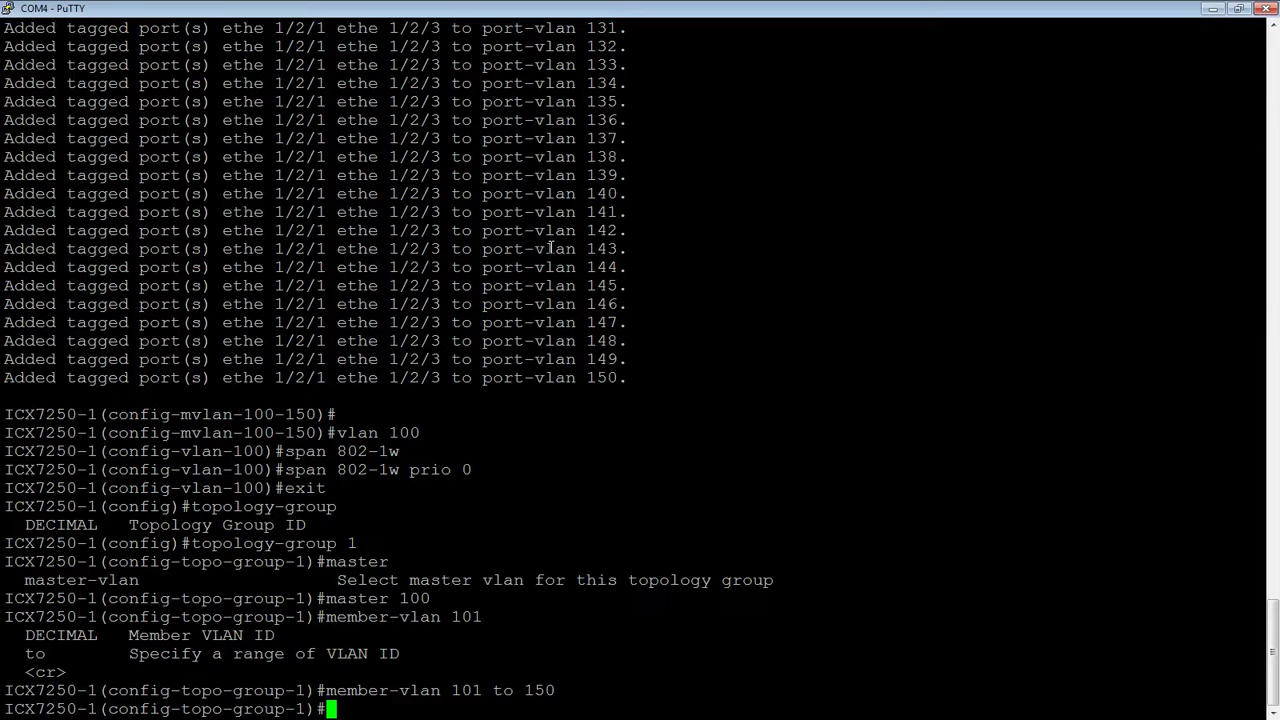 COM4 - PuTTY
Added tagged port(s) ethe 1/2/1 ethe 1/2/3 to port-vlan 131.
Added tagged port(s) ethe 1/2/1 ethe 1/2/3 to port-vlan 132.
Added tagged port(s) ethe 1/2/1 ethe 1/2/3 to port-vlan 133.
Added tagged port(s) ethe 1/2/1 ethe 1/2/3 to port-vlan 134.
Added tagged port(s) ethe 1/2/1 ethe 1/2/3 to port-vlan 135.
Added tagged port(s) ethe 1/2/1 ethe 1/2/3 to port-vlan 136.
Added tagged port(s) ethe 1/2/1 ethe 1/2/3 to port-vlan 137.
Added tagged port(s) ethe 1/2/1 ethe 1/2/3 to port-vlan 138.
Added tagged port(s) ethe 1/2/1 ethe 1/2/3 to port-vlan 139.
Added tagged port(s) ethe 1/2/1 ethe 1/2/3 to port-vlan 140.
Added tagged port(s) ethe 1/2/1 ethe 1/2/3 to port-vlan 141.
Added tagged port(s) ethe 1/2/1 ethe 1/2/3 to port-vlan 142.
Added tagged port(s) ethe 1/2/1 ethe 1/2/3 to port-vlan 143.
Added tagged port(s) ethe 1/2/1 ethe 1/2/3 to port-vlan 144.
Added tagged port(s) ethe 1/2/1 ethe 1/2/3 to port-vlan 145.
Added tagged port(s) ethe 1/2/1 ethe 1/2/3 to port-vlan 146.
Added tagged port(s) ethe 1/2/1 ethe 1/2/3 to port-vlan 147.
Added tagged port(s) ethe 1/2/1 ethe 1/2/3 to port-vlan 148.
Added tagged port(s) ethe 1/2/1 ethe 1/2/3 to port-vlan 149.
Added tagged port(s) ethe 1/2/1 ethe 1/2/3 to port-vlan 150.
ICX7250-1(config-mvlan-100-150)#
ICX7250-1(config-mvlan-100-150)#vlan 100
ICX7250-1(config-vlan-100)#span 802-1w
ICX7250-1(config-vlan-100)#span 802-1w prio 0
ICX7250-1(config-vlan-100)#exit
ICX7250-1(config)#topology-group
DECIMAL   Topology Group ID
ICX7250-1(config)#topology-group 1
ICX7250-1(config-topo-group-1)#master
master-vlan                   Select master vlan for this topology group
ICX7250-1(config-topo-group-1)#master 100
ICX7250-1(config-topo-group-1)#member-vlan 101
DECIMAL   Member VLAN ID
to        Specify a range of VLAN ID
<cr>
ICX7250-1(config-topo-group-1)#member-vlan 101 to 150
ICX7250-1(config-topo-group-1)#